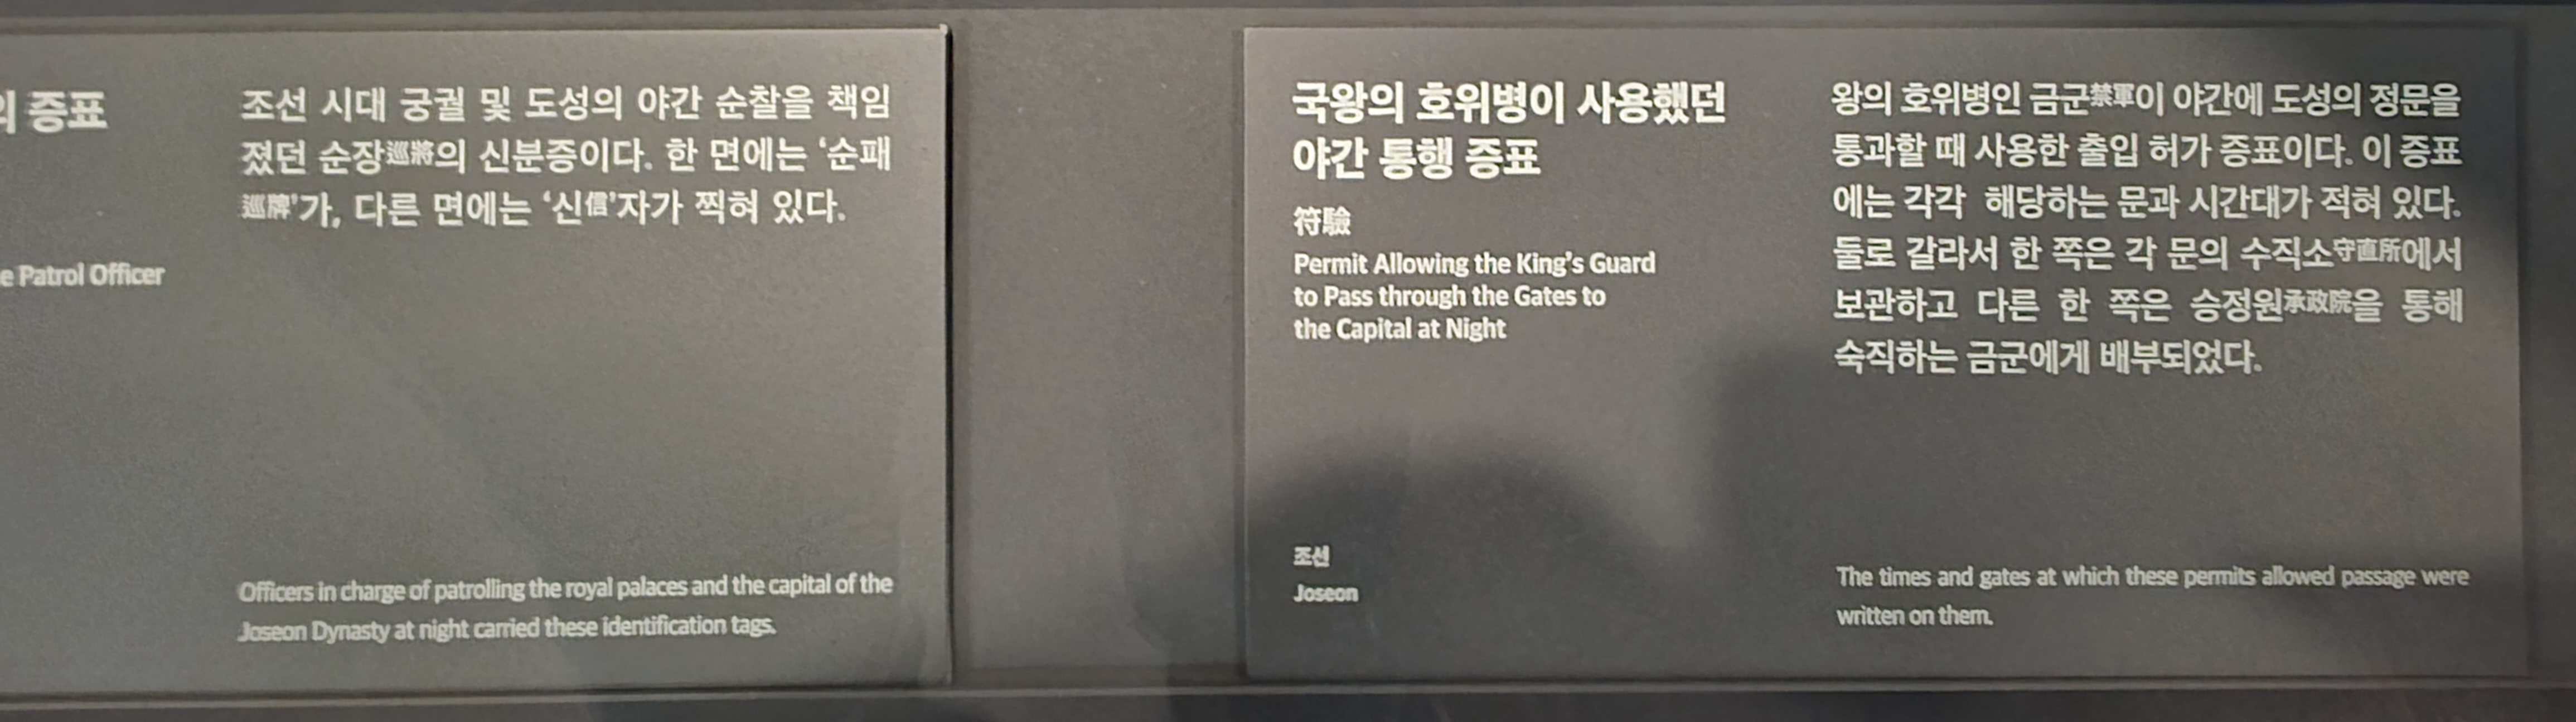 의 증표
e Patrol Officer
조선 시대 궁궐 및 도성의 야간 순찰을 책임
졌던 순장巡將의 신분증이다. 한 면에는 ‘순패
巡牌’가, 다른 면에는 ‘신信’자가 찍혀 있다.
Officers in charge of patrolling the royal palaces and the capital of the
Joseon Dynasty at night carried these identification tags.
국왕의 호위병이 사용했던
야간 통행 증표
符驗
Permit Allowing the King’s Guard
to Pass through the Gates to
the Capital at Night
조선
Joseon
왕의 호위병인 금군禁軍이 야간에 도성의 정문을
통과할 때 사용한 출입 허가 증표이다. 이 증표
에는 각각 해당하는 문과 시간대가 적혀 있다.
둘로 갈라서 한 쪽은 각 문의 수직소守直所에서
보관하고 다른 한 쪽은 승정원承政院을 통해
숙직하는 금군에게 배부되었다.
The times and gates at which these permits allowed passage were
written on them.